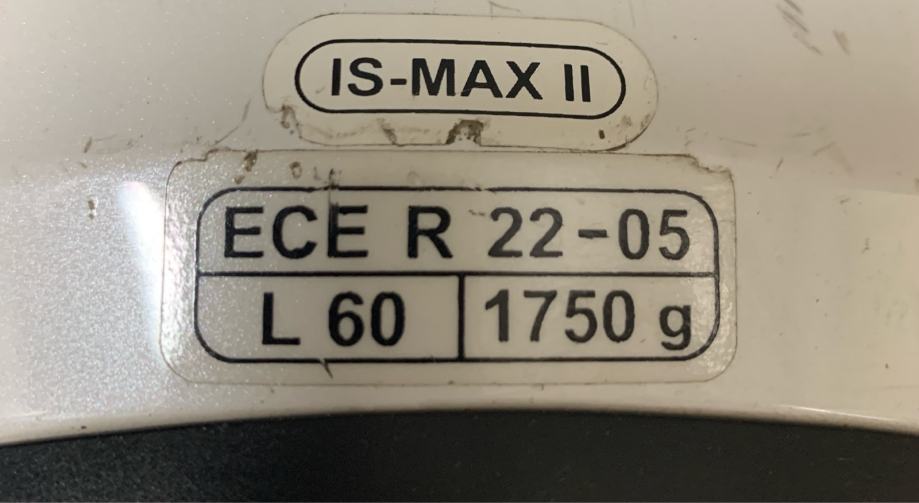 IS-MAX II
ECE R 22-05
L 60 1750 g